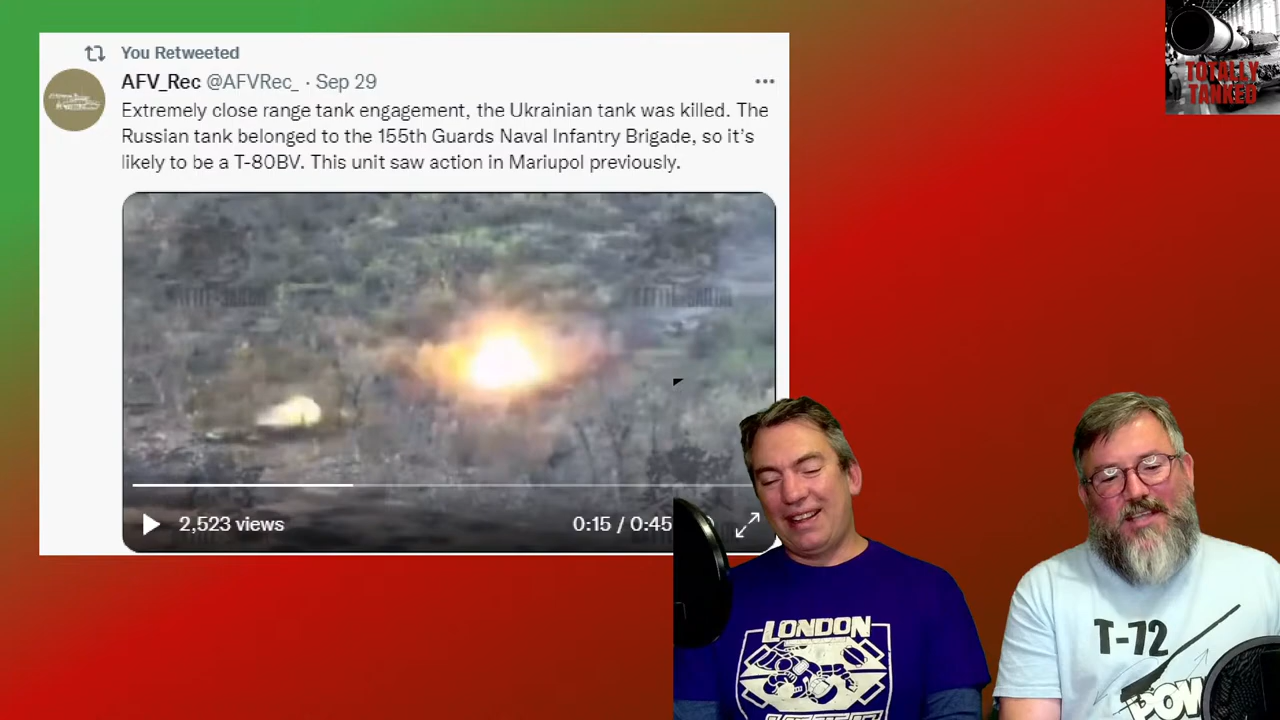 You Retweeted
AFV_Rec @AFVRec_ · Sep 29
Extremely close range tank engagement, the Ukrainian tank was killed. The
Russian tank belonged to the 155th Guards Naval Infantry Brigade, so it's
likely to be a T-80BV. This unit saw action in Mariupol previously.
2,523 views
0:15 / 0:45
TOTALLY
TANKED
LONDON
T-72